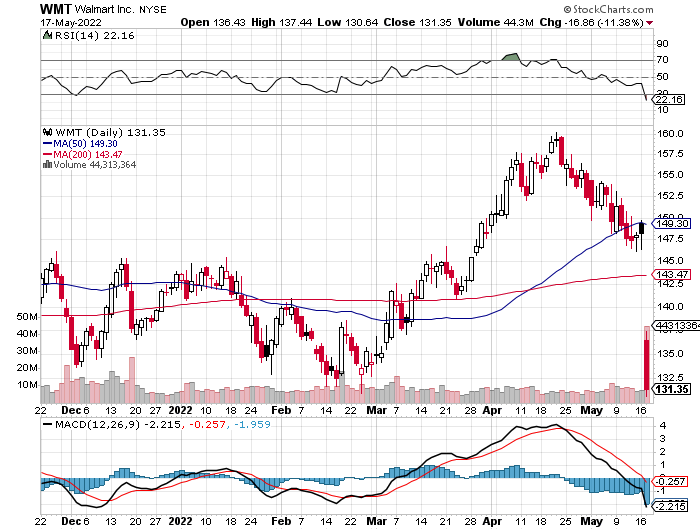 WMT Walmart Inc. NYSE © StockCharts.com
17-May-2022 Open 136.43 High 137.44 Low 130.64 Close 131.35 Volume 44.3M Chg -16.86 (-11.38%)
RSI(14) 22.16
90
70
50
30
22.16
10
WMT (Daily) 131.35
MA(50) 149.30
MA(200) 143.47
Volume 44,313,364
160.0
157.5
155.0
152.5
149.30
147.5
145.0
143.47
142.5
140.0
44313364
135.0
132.5
131.35
50M
40M
30M
20M
10M
22 Dec 6 13 20 27 2022 10 18 24 Feb 7 14 22 Mar 7 14 21 28 Apr 11 18 25 May 9 16
MACD(12,26,9) -2.215, -0.257, -1.959
4
3
2
1
-0.257
-2.215
22 Dec 6 13 20 27 2022 10 18 24 Feb 7 14 22 Mar 7 14 21 28 Apr 11 18 25 May 9 16